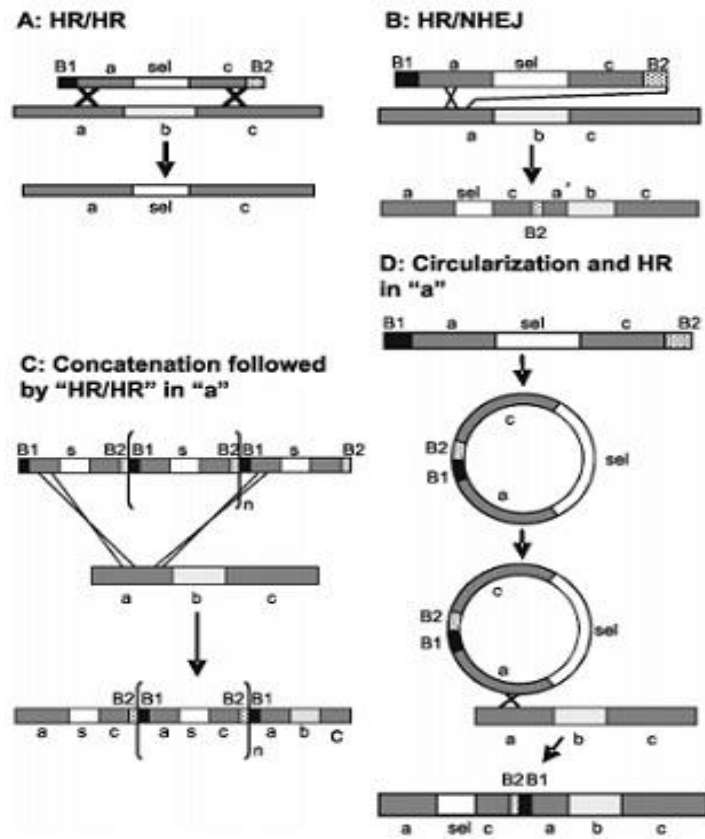 A: HR/HR
B1 a sel c B2
a b c
a sel c
B: HR/NHEJ
B1 a sel c B2
a b c
a sel c a' b c
B2
C: Concatenation followed
by "HR/HR" in "a"
B1 s B2 B1 s B2 B1 s B2
n
a b c
B2 B1 B2 B1
a s c a s c a b C
n
D: Circularization and HR
in "a"
B1 a sel c B2
c
B2
sel
B1
a
c
B2
sel
B1
a
a b c
B2 B1
a sel c a b c